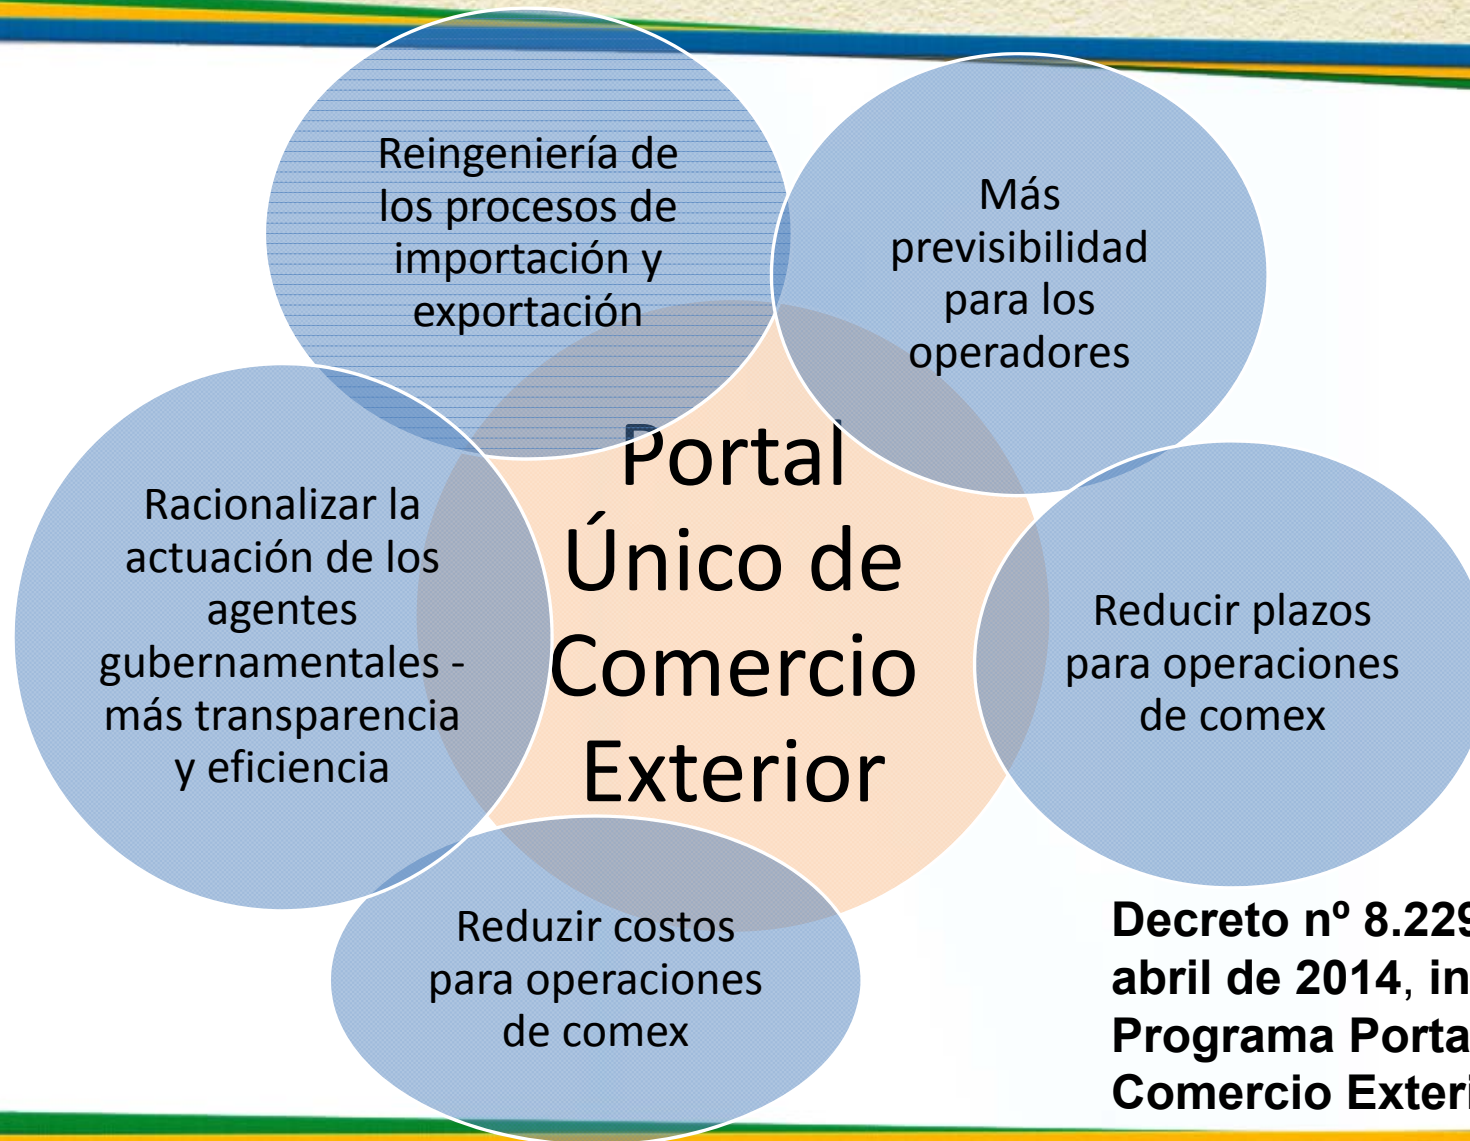 Reingeniería de
los procesos de
importación y
exportación
Más
previsibilidad
para los
operadores
Portal
Único de
Comercio
Exterior
Racionalizar la
actuación de los
agentes
gubernamentales -
más transparencia
y eficiencia
Reducir plazos
para operaciones
de comex
Reduzir costos
para operaciones
de comex
Decreto nº 8.229
abril de 2014, in
Programa Porta
Comercio Exteri